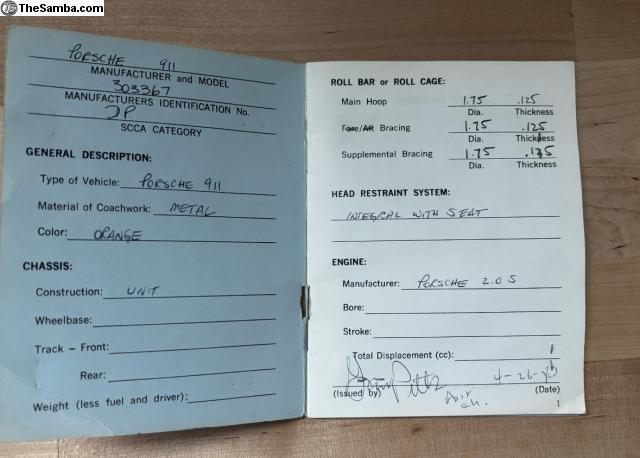 TheSamba.com
PORSCHE 911
MANUFACTURER and MODEL
303367
MANUFACTURERS IDENTIFICATION No.
DP
SCCA CATEGORY
GENERAL DESCRIPTION:
Type of Vehicle: PORSCHE 911
Material of Coachwork: METAL
Color: ORANGE
CHASSIS:
Construction: UNIT
Wheelbase:
Track – Front:
Rear:
Weight (less fuel and driver):
ROLL BAR or ROLL CAGE:
Main Hoop 1.75 .125
Dia. Thickness
Fore/Aft Bracing 1.75 .125
Dia. Thickness
Supplemental Bracing 1.75 .125
Dia. Thickness
HEAD RESTRAINT SYSTEM:
INTEGRAL WITH SEAT
ENGINE:
Manufacturer: PORSCHE 2.0 S
Bore:
Stroke:
Total Displacement (cc):
4-26-
(Issued by) (Date)
1